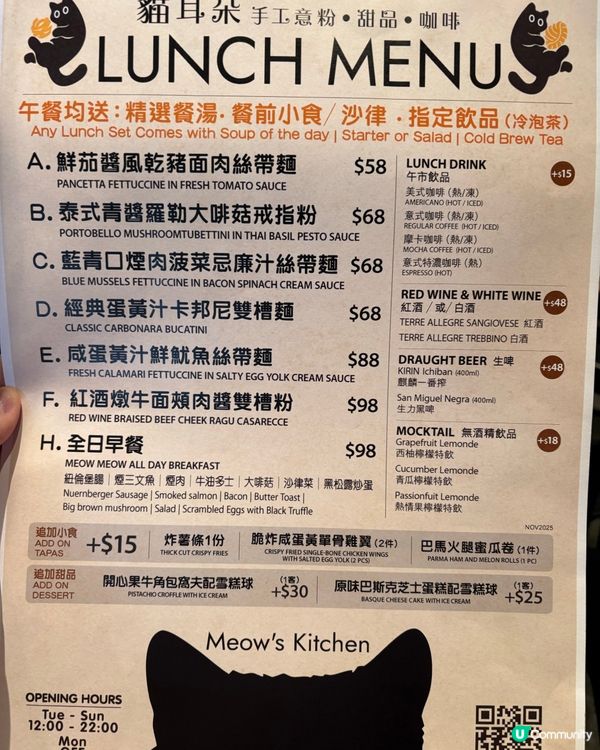 貓耳朵 手工意粉•甜品•咖啡
LUNCH MENU
午餐均送：精選餐湯・餐前小食/沙律・指定飲品（冷泡茶）
Any Lunch Set Comes with Soup of the day | Starter or Salad | Cold Brew Tea
A. 鮮茄醬風乾豬面肉絲帶麵 $58
PANCETTA FETTUCCINE IN FRESH TOMATO SAUCE
B. 泰式青醬羅勒大啡菇戒指粉 $68
PORTOBELLO MUSHROOMTUBETTINI IN THAI BASIL PESTO SAUCE
C. 藍青口煙肉菠菜忌廉汁絲帶麵 $68
BLUE MUSSELS FETTUCCINE IN BACON SPINACH CREAM SAUCE
D. 經典蛋黃汁卡邦尼雙槽麵 $68
CLASSIC CARBONARA BUCATINI
E. 咸蛋黃汁鮮魷魚絲帶麵 $88
FRESH CALAMARI FETTUCCINE IN SALTY EGG YOLK CREAM SAUCE
F. 紅酒燉牛面頰肉醬雙槽粉 $98
RED WINE BRAISED BEEF CHEEK RAGU CASARECCE
H. 全日早餐 $98
MEOW MEOW ALL DAY BREAKFAST
紐倫堡腸｜煙三文魚｜煙肉｜牛油多士｜大啡菇｜沙律菜｜黑松露炒蛋
Nuernberger Sausage | Smoked salmon | Bacon | Butter Toast |
Big brown mushroom | Salad | Scrambled Eggs with Black Truffle
LUNCH DRINK +$15
午市飲品
美式咖啡（熱/凍）
AMERICANO (HOT / ICED)
意式咖啡（熱/凍）
REGULAR COFFEE (HOT / ICED)
摩卡咖啡（熱/凍）
MOCHA COFFEE (HOT / ICED)
意式特濃咖啡（熱）
ESPRESSO (HOT)
RED WINE & WHITE WINE +$48
紅酒/或/白酒
TERRE ALLEGRE SANGIOVESE 紅酒
TERRE ALLEGRE TREBBINO 白酒
DRAUGHT BEER 生啤 +$48
KIRIN Ichiban (400ml)
麒麟一番搾
San Miguel Negra (400ml)
生力黑啤
MOCKTAIL 無酒精飲品 +$18
Grapefruit Lemonde
西柚檸檬特飲
Cucumber Lemonde
青瓜檸檬特飲
Passionfuit Lemonde
熱情果檸檬特飲
NOV2025
追加小食
ADD ON
TAPAS
+$15
炸薯條1份
THICK CUT CRISPY FRIES
脆炸咸蛋黃單骨雞翼（2件）
CRISPY FRIED SINGLE-BONE CHICKEN WINGS
WITH SALTED EGG YOLK (2 PCS)
巴馬火腿蜜瓜卷（1件）
PARMA HAM AND MELON ROLLS (1 PC)
追加甜品
ADD ON
DESSERT
開心果牛角包窩夫配雪糕球 （1客） +$30
PISTACHIO CROFFLE WITH ICE CREAM
原味巴斯克芝士蛋糕配雪糕球 （1客） +$25
BASQUE CHEESE CAKE WITH ICE CREAM
Meow's Kitchen
OPENING HOURS
Tue - Sun
12:00 - 22:00
Mon
U Community